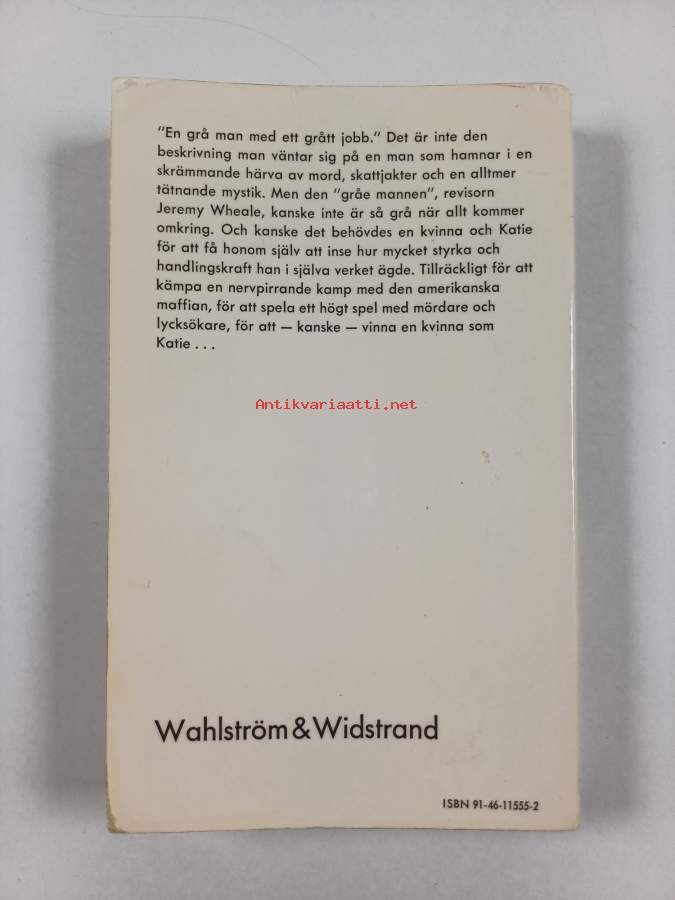 "En grå man med ett grått jobb." Det är inte den
beskrivning man väntar sig på en man som hamnar i en
skrämmande härva av mord, skattjakter och en alltmer
tätnande mystik. Men den "gråe mannen", revisorn
Jeremy Wheale, kanske inte är så grå när allt kommer
omkring. Och kanske det behövdes en kvinna och Katie
för att få honom själv att inse hur mycket styrka och
handlingskraft han i själva verket ägde. Tillräckligt för att
kämpa en nervpirrande kamp med den amerikanska
maffian, för att spela ett högt spel med mördare och
lycksökare, för att — kanske — vinna en kvinna som
Katie . . .
Antikvariaatti.net
Wahlström & Widstrand
ISBN 91-46-11555-2